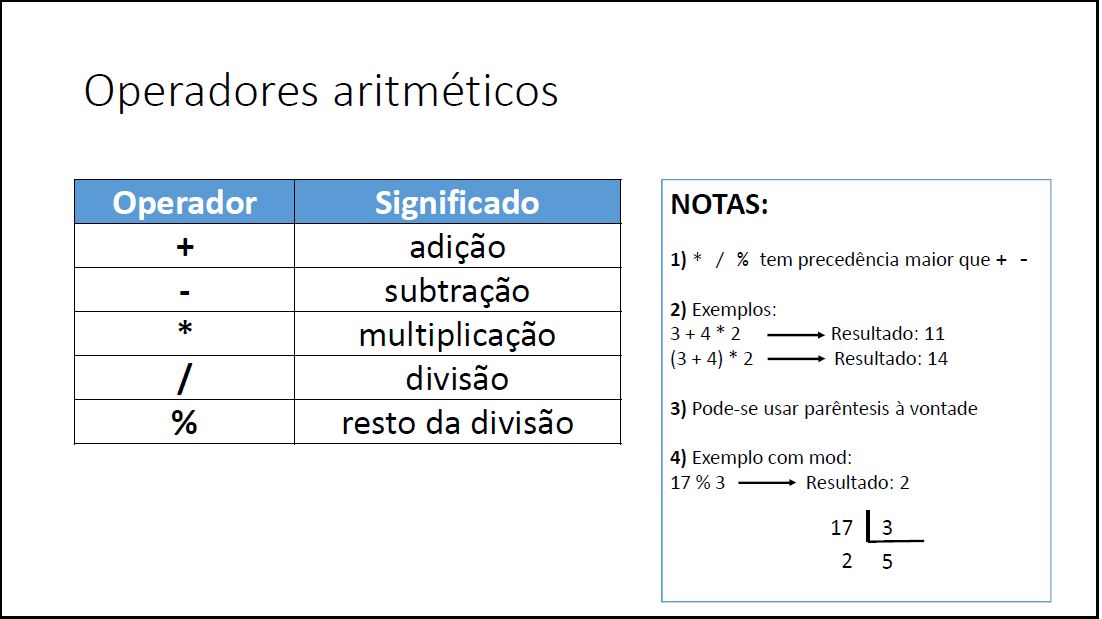 Operadores aritméticos
Operador Significado
+ adição
- subtração
* multiplicação
/ divisão
% resto da divisão
NOTAS:
1) * / % tem precedência maior que + -
2) Exemplos:
3 + 4 * 2 Resultado: 11
(3 + 4) * 2 Resultado: 14
3) Pode-se usar parêntesis à vontade
4) Exemplo com mod:
17 % 3 Resultado: 2
17 3
2 5